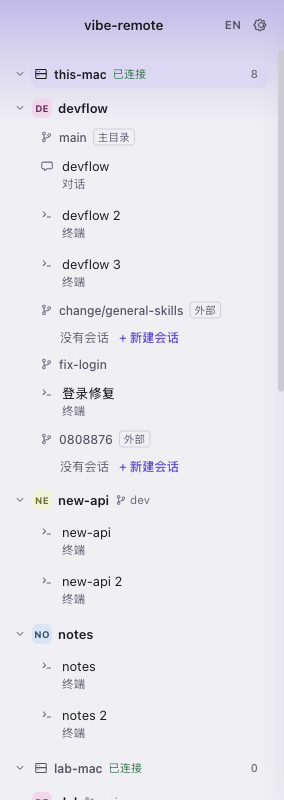 vibe-remote EN
this-mac 已连接 8
DE devflow
main 主目录
devflow
对话
devflow 2
终端
devflow 3
终端
change/general-skills 外部
没有会话 + 新建会话
fix-login
登录修复
终端
0808876 外部
没有会话 + 新建会话
NE new-api dev
new-api
终端
new-api 2
终端
NO notes
notes
终端
notes 2
终端
lab-mac 已连接 0